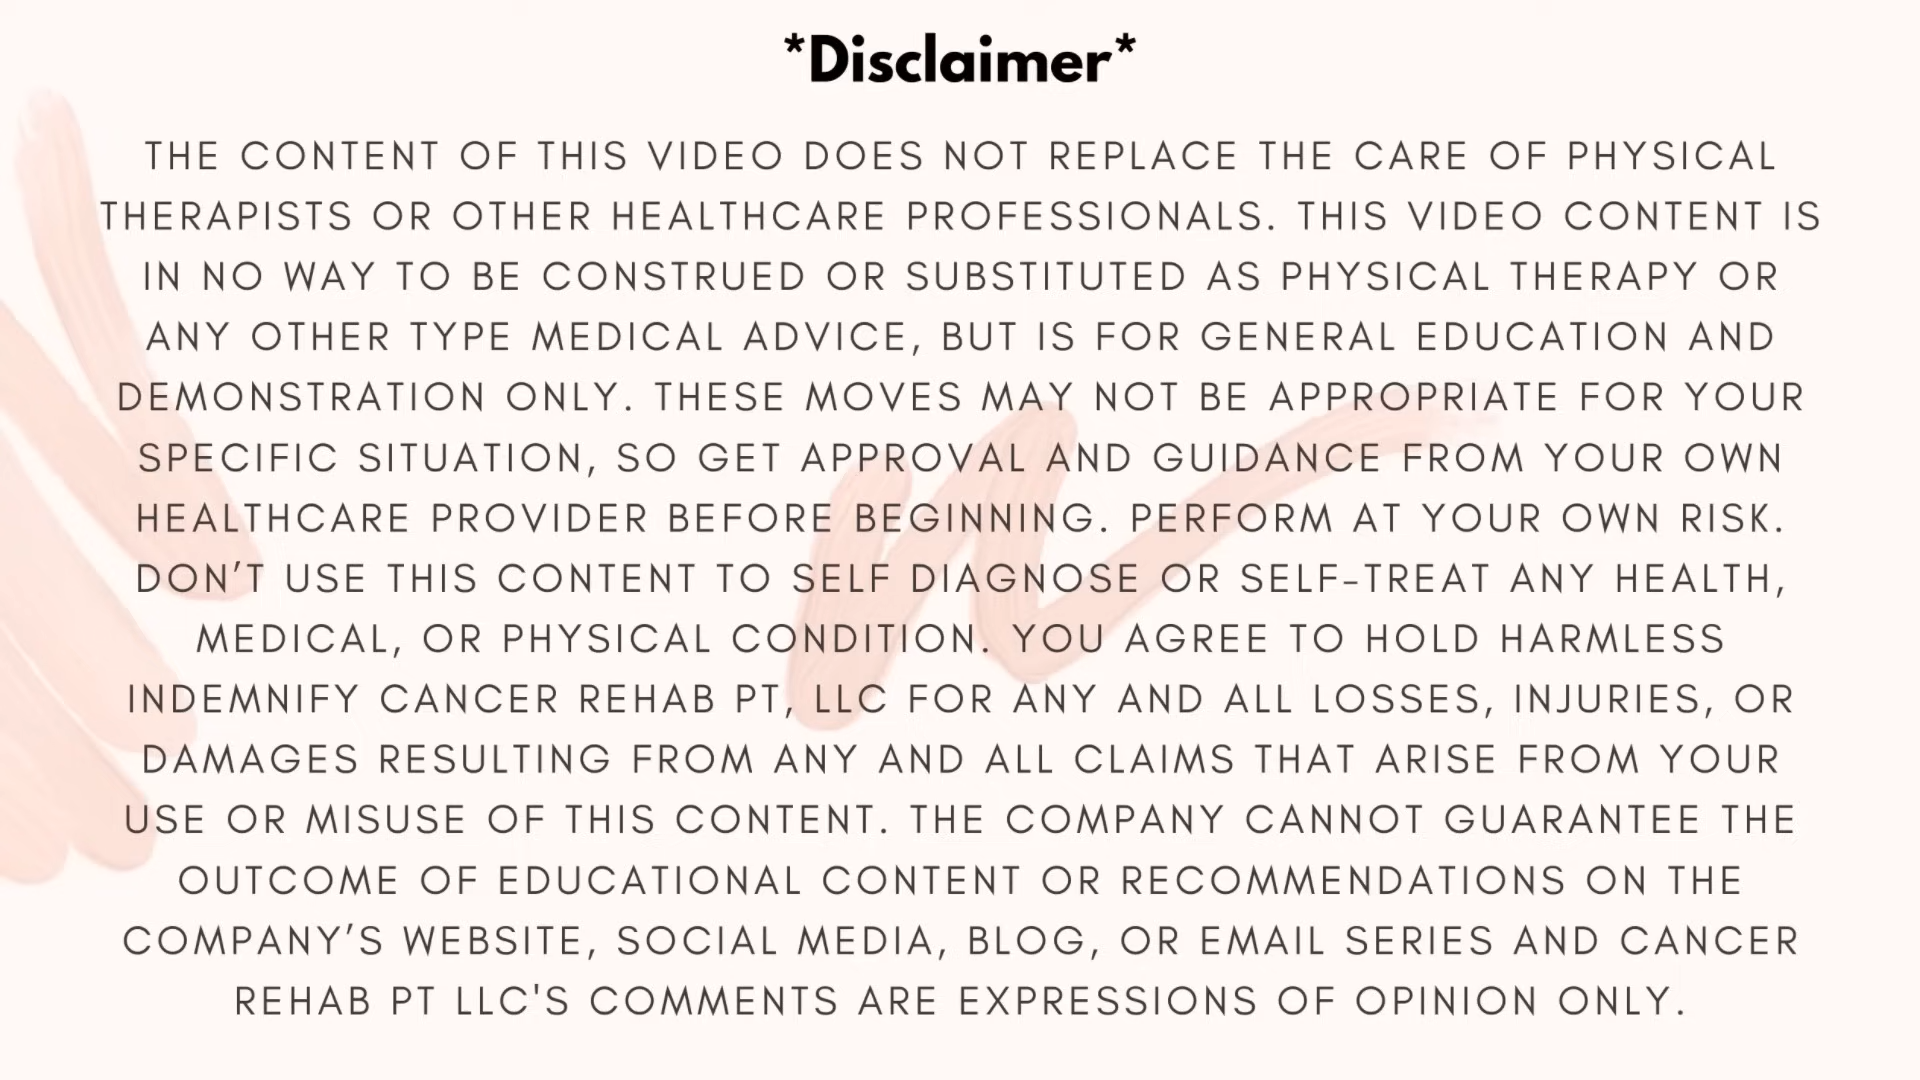 *Disclaimer*
THE CONTENT OF THIS VIDEO DOES NOT REPLACE THE CARE OF PHYSICAL
THERAPISTS OR OTHER HEALTHCARE PROFESSIONALS. THIS VIDEO CONTENT IS
IN NO WAY TO BE CONSTRUED OR SUBSTITUTED AS PHYSICAL THERAPY OR
ANY OTHER TYPE MEDICAL ADVICE, BUT IS FOR GENERAL EDUCATION AND
DEMONSTRATION ONLY. THESE MOVES MAY NOT BE APPROPRIATE FOR YOUR
SPECIFIC SITUATION, SO GET APPROVAL AND GUIDANCE FROM YOUR OWN
HEALTHCARE PROVIDER BEFORE BEGINNING. PERFORM AT YOUR OWN RISK.
DON’T USE THIS CONTENT TO SELF DIAGNOSE OR SELF-TREAT ANY HEALTH,
MEDICAL, OR PHYSICAL CONDITION. YOU AGREE TO HOLD HARMLESS
INDEMNIFY CANCER REHAB PT, LLC FOR ANY AND ALL LOSSES, INJURIES, OR
DAMAGES RESULTING FROM ANY AND ALL CLAIMS THAT ARISE FROM YOUR
USE OR MISUSE OF THIS CONTENT. THE COMPANY CANNOT GUARANTEE THE
OUTCOME OF EDUCATIONAL CONTENT OR RECOMMENDATIONS ON THE
COMPANY’S WEBSITE, SOCIAL MEDIA, BLOG, OR EMAIL SERIES AND CANCER
REHAB PT LLC'S COMMENTS ARE EXPRESSIONS OF OPINION ONLY.